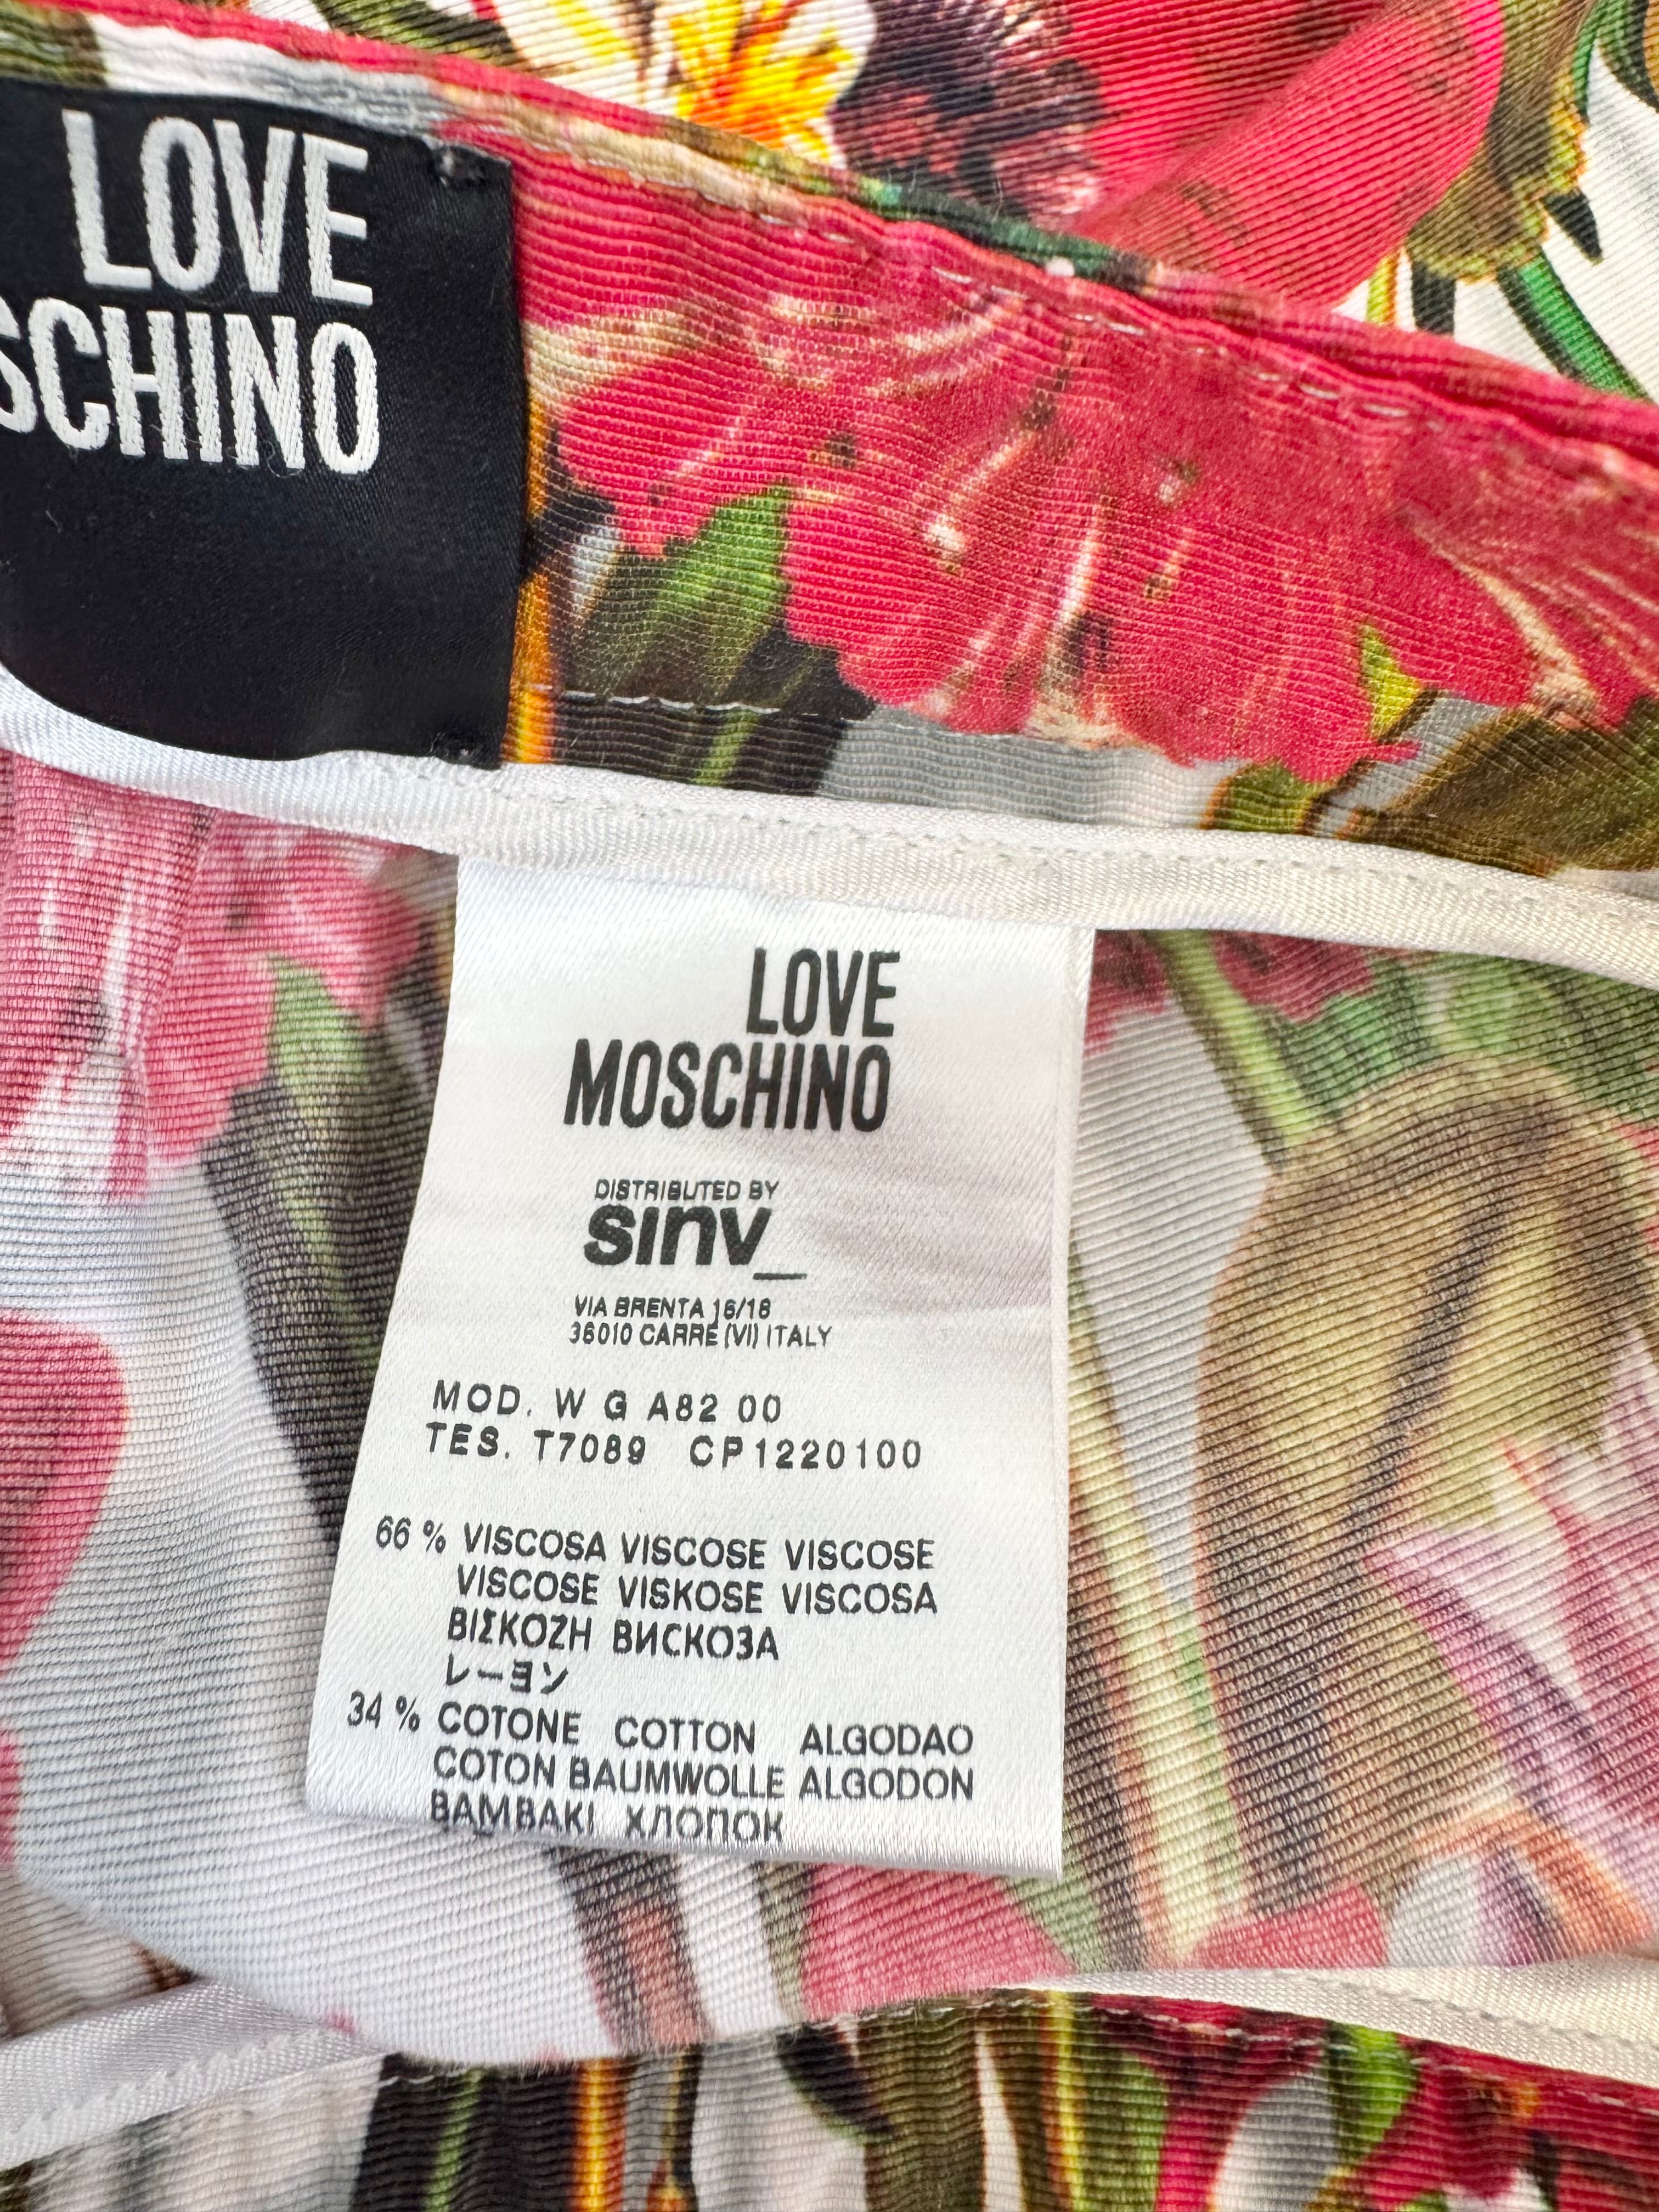 LOVE
SCHINO
LOVE
MOSCHINO
DISTRIBUTED BY
sinv_
VIA BRENTA 16/18
36010 CARRE (VI) ITALY
MOD. W G A82 00
TES. T7089 CP1220100
66 % VISCOSA VISCOSE VISCOSE
VISCOSE VISKOSE VISCOSA
ΒΙΣΚΟΖΗ ВИСКОЗА
レーヨン
34 % COTONE COTTON ALGODAO
COTON BAUMWOLLE ALGODON
BAMBAKI ХЛОПОК